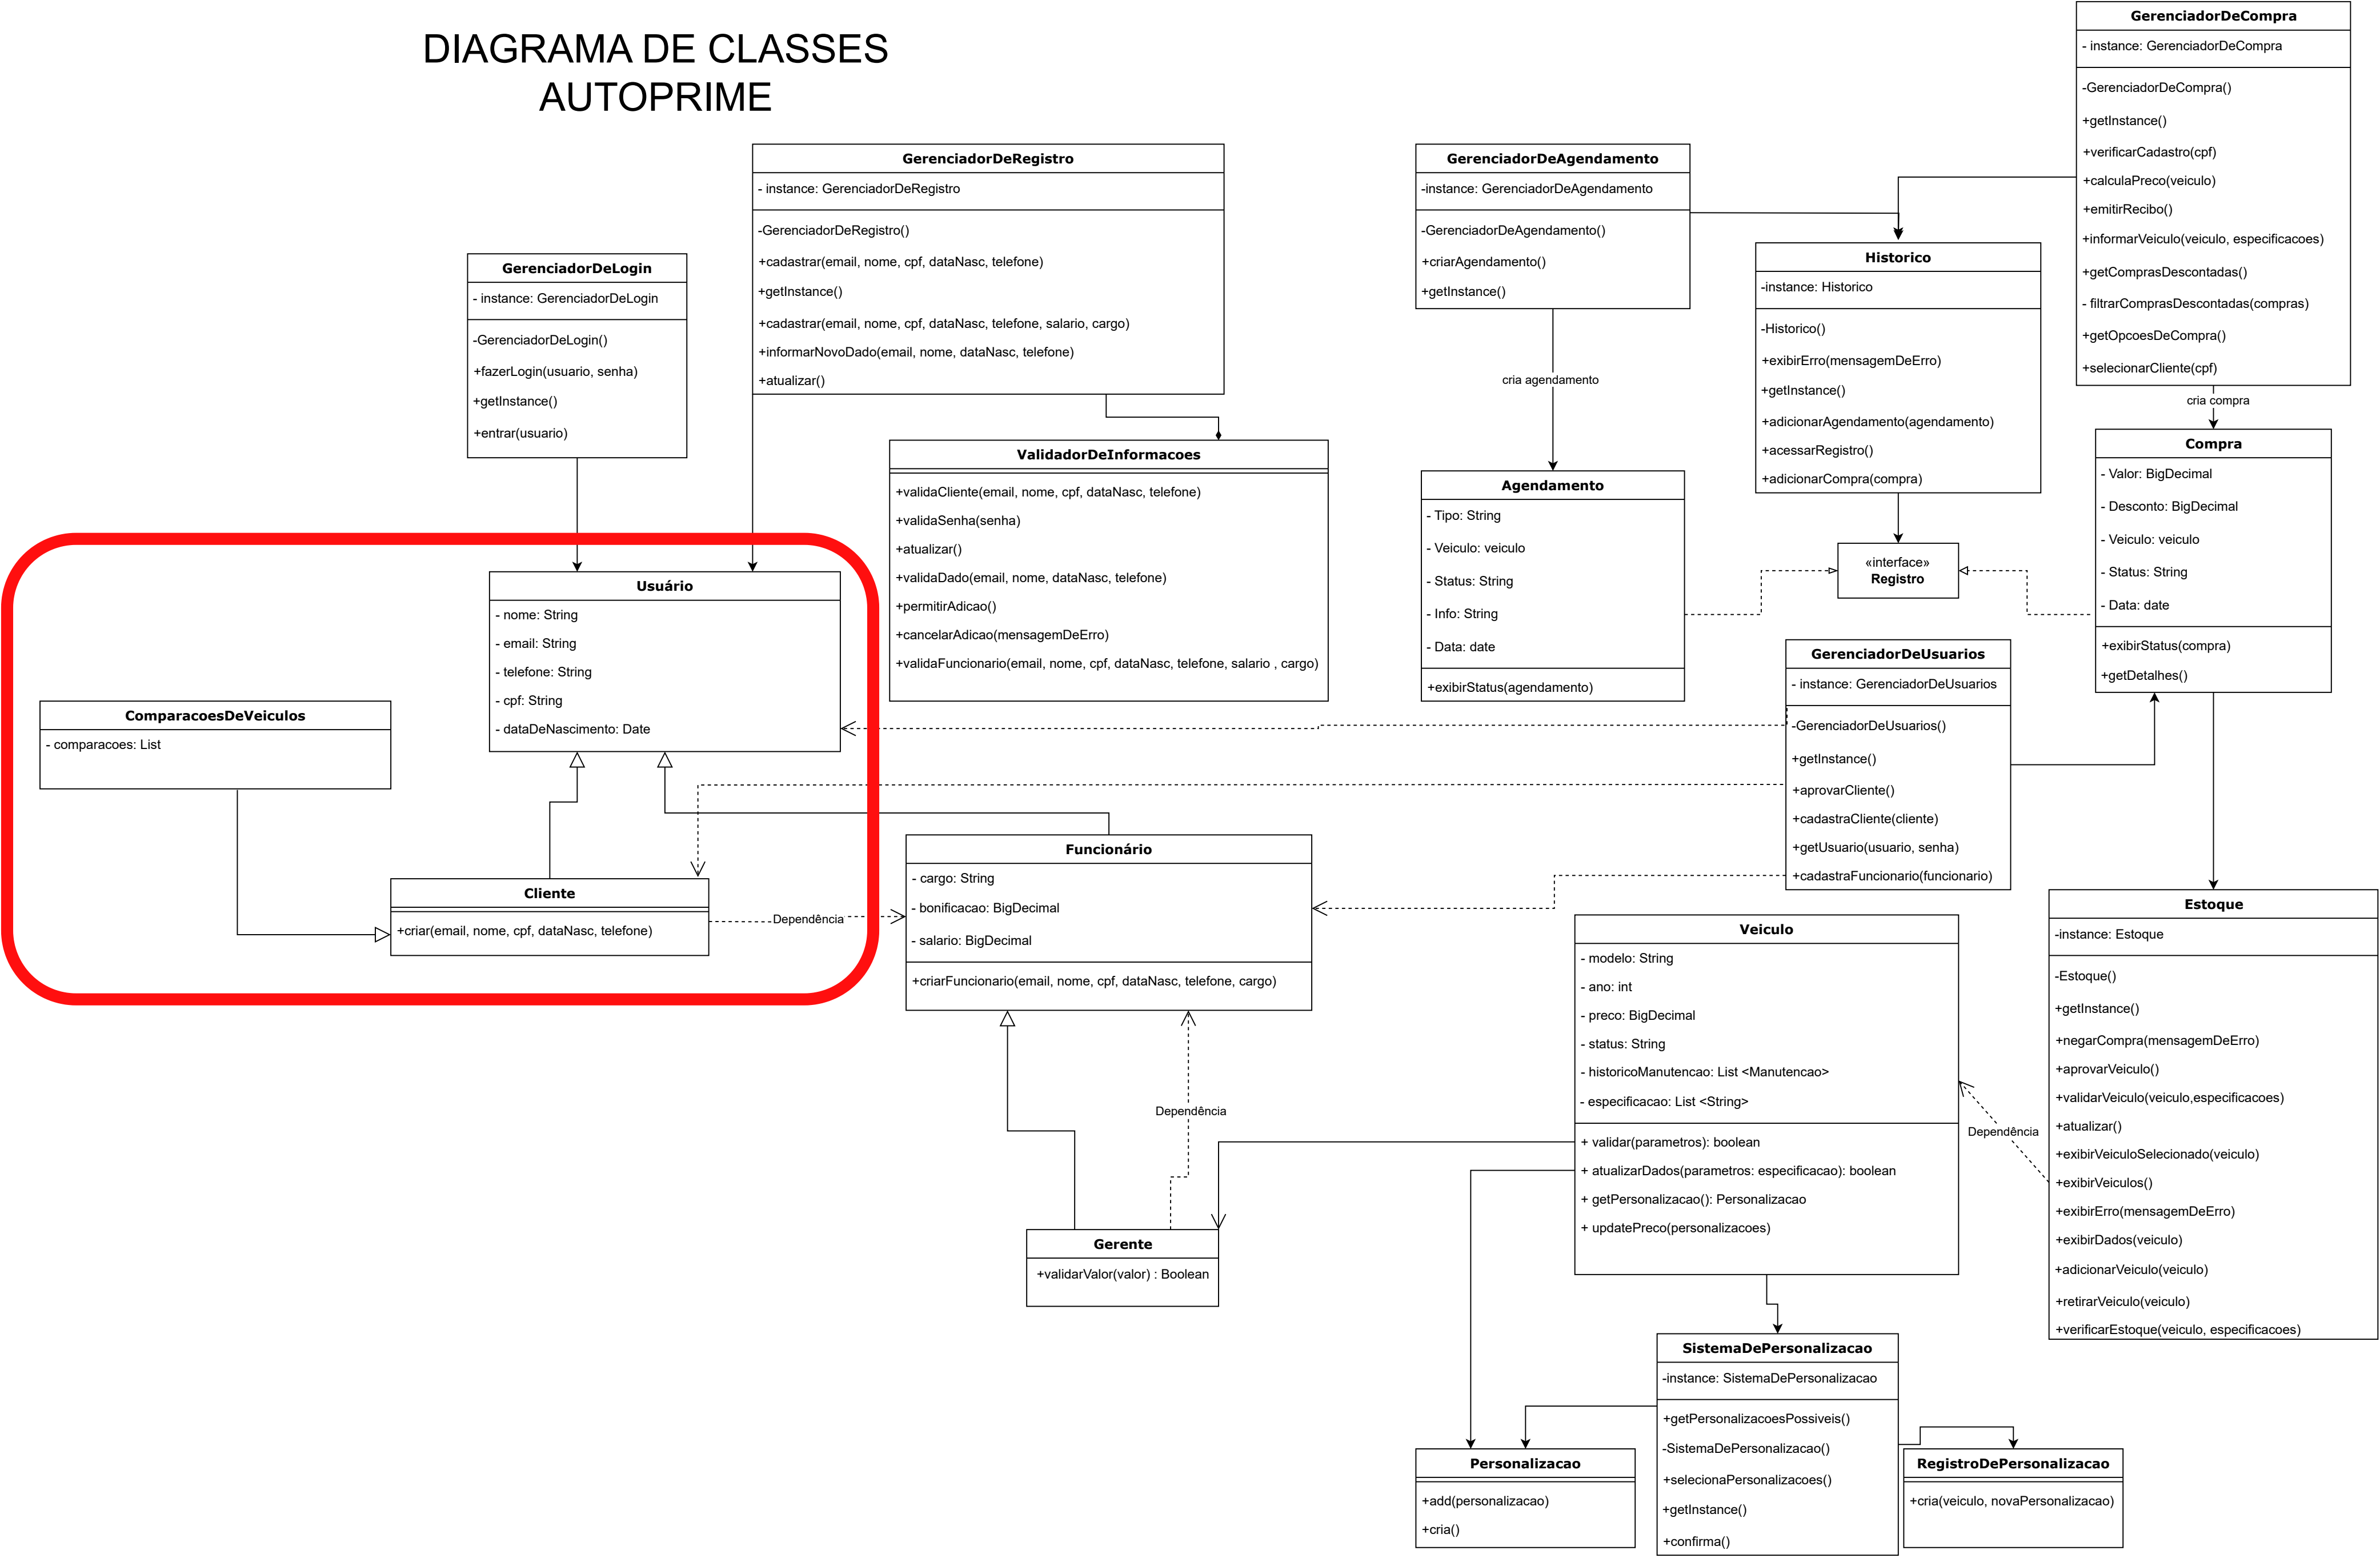 DIAGRAMA DE CLASSES
AUTOPRIME
GerenciadorDeCompra
- instance: GerenciadorDeCompra
-GerenciadorDeCompra()
+getInstance()
+verificarCadastro(cpf)
+calculaPreco(veiculo)
+emitirRecibo()
+informarVeiculo(veiculo, especificacoes)
+getComprasDescontadas()
- filtrarComprasDescontadas(compras)
+getOpcoesDeCompra()
+selecionarCliente(cpf)
cria compra
GerenciadorDeRegistro
- instance: GerenciadorDeRegistro
-GerenciadorDeRegistro()
+cadastrar(email, nome, cpf, dataNasc, telefone)
+getInstance()
+cadastrar(email, nome, cpf, dataNasc, telefone, salario, cargo)
+informarNovoDado(email, nome, dataNasc, telefone)
+atualizar()
GerenciadorDeAgendamento
-instance: GerenciadorDeAgendamento
-GerenciadorDeAgendamento()
+criarAgendamento()
+getInstance()
cria agendamento
Historico
-instance: Historico
-Historico()
+exibirErro(mensagemDeErro)
+getInstance()
+adicionarAgendamento(agendamento)
+acessarRegistro()
+adicionarCompra(compra)
GerenciadorDeLogin
- instance: GerenciadorDeLogin
-GerenciadorDeLogin()
+fazerLogin(usuario, senha)
+getInstance()
+entrar(usuario)
ValidadorDeInformacoes
+validaCliente(email, nome, cpf, dataNasc, telefone)
+validaSenha(senha)
+atualizar()
+validaDado(email, nome, dataNasc, telefone)
+permitirAdicao()
+cancelarAdicao(mensagemDeErro)
+validaFuncionario(email, nome, cpf, dataNasc, telefone, salario , cargo)
Agendamento
- Tipo: String
- Veiculo: veiculo
- Status: String
- Info: String
- Data: date
+exibirStatus(agendamento)
«interface»
Registro
Compra
- Valor: BigDecimal
- Desconto: BigDecimal
- Veiculo: veiculo
- Status: String
- Data: date
+exibirStatus(compra)
+getDetalhes()
Usuário
- nome: String
- email: String
- telefone: String
- cpf: String
- dataDeNascimento: Date
ComparacoesDeVeiculos
- comparacoes: List
GerenciadorDeUsuarios
- instance: GerenciadorDeUsuarios
-GerenciadorDeUsuarios()
+getInstance()
+aprovarCliente()
+cadastraCliente(cliente)
+getUsuario(usuario, senha)
+cadastraFuncionario(funcionario)
Cliente
+criar(email, nome, cpf, dataNasc, telefone)
Dependência
Funcionário
- cargo: String
- bonificacao: BigDecimal
- salario: BigDecimal
+criarFuncionario(email, nome, cpf, dataNasc, telefone, cargo)
Dependência
Veiculo
- modelo: String
- ano: int
- preco: BigDecimal
- status: String
- historicoManutencao: List <Manutencao>
- especificacao: List <String>
+ validar(parametros): boolean
+ atualizarDados(parametros: especificacao): boolean
+ getPersonalizacao(): Personalizacao
+ updatePreco(personalizacoes)
Dependência
Estoque
-instance: Estoque
-Estoque()
+getInstance()
+negarCompra(mensagemDeErro)
+aprovarVeiculo()
+validarVeiculo(veiculo,especificacoes)
+atualizar()
+exibirVeiculoSelecionado(veiculo)
+exibirVeiculos()
+exibirErro(mensagemDeErro)
+exibirDados(veiculo)
+adicionarVeiculo(veiculo)
+retirarVeiculo(veiculo)
+verificarEstoque(veiculo, especificacoes)
Gerente
+validarValor(valor) : Boolean
SistemaDePersonalizacao
-instance: SistemaDePersonalizacao
+getPersonalizacoesPossiveis()
-SistemaDePersonalizacao()
+selecionaPersonalizacoes()
+getInstance()
+confirma()
Personalizacao
+add(personalizacao)
+cria()
RegistroDePersonalizacao
+cria(veiculo, novaPersonalizacao)